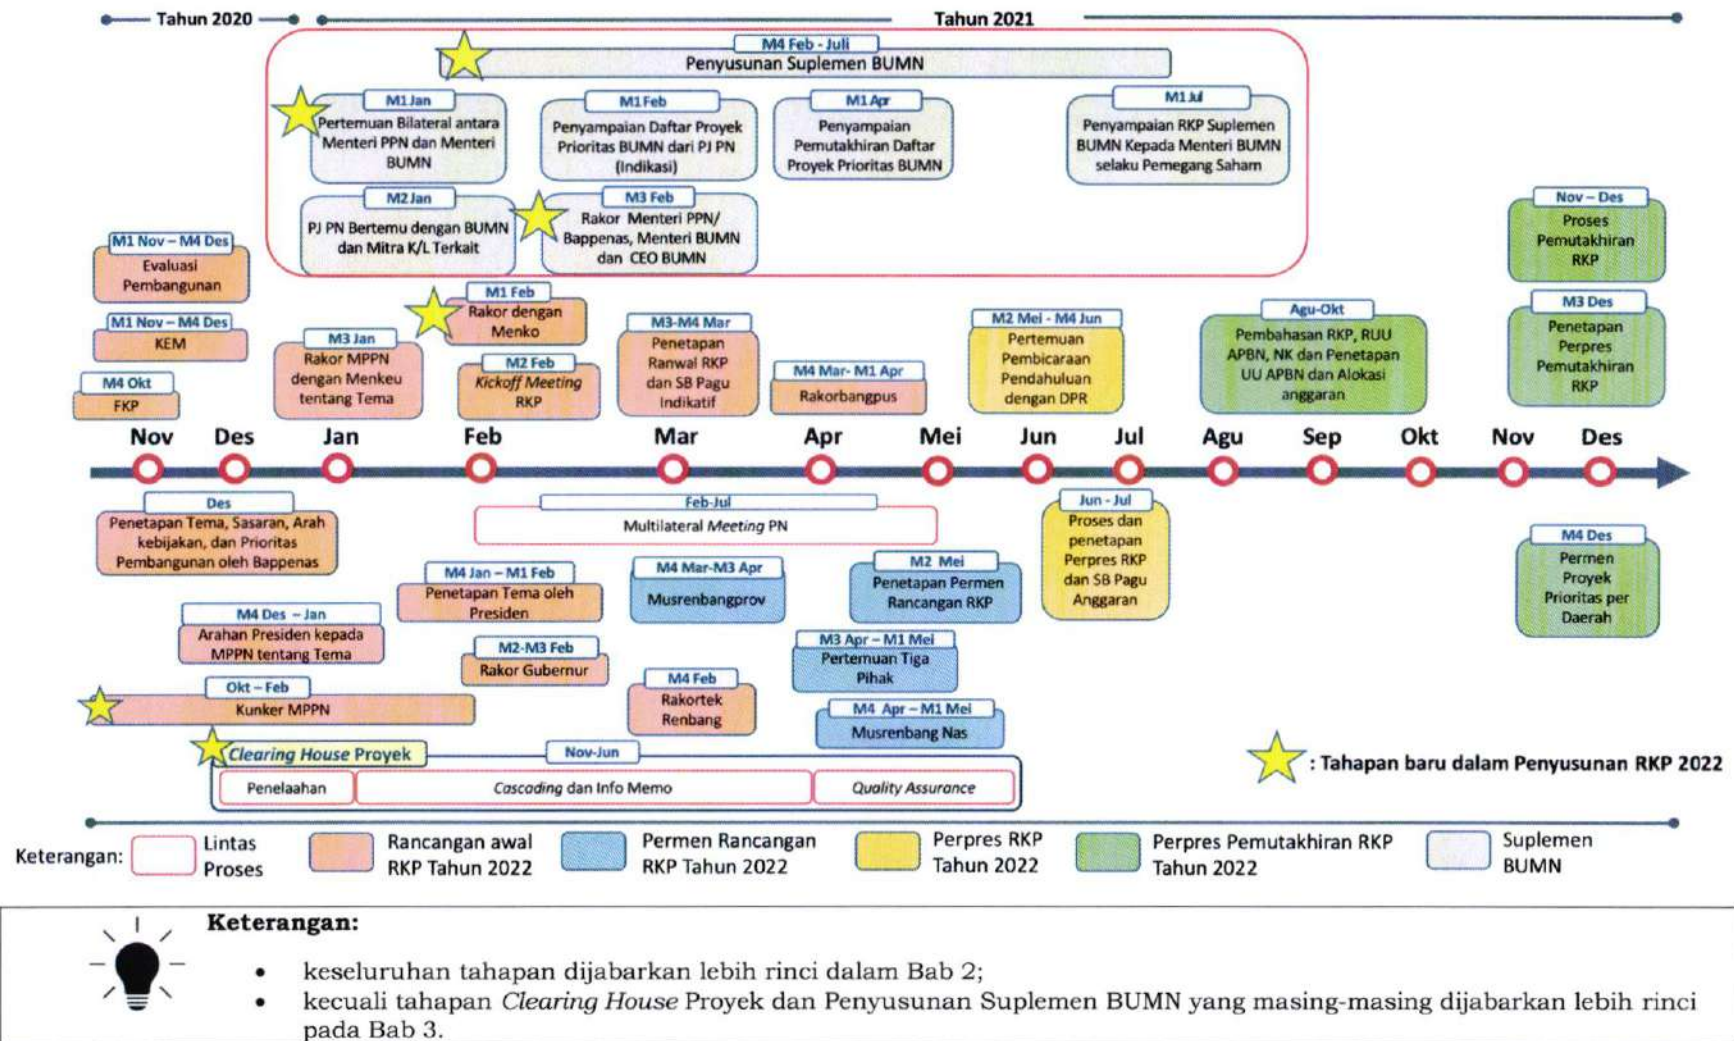 Tahun 2020
Tahun 2021
M4 Feb - Juli
Penyusunan Suplemen BUMN
M1 Jan
Pertemuan Bilateral antara
Menteri PPN dan Menteri
BUMN
M1 Feb
Penyampaian Daftar Proyek
Prioritas BUMN dari PJ PN
(Indikasi)
M1 Apr
Penyampaian
Pemutakhiran Daftar
Proyek Prioritas BUMN
M1 Jul
Penyampaian RKP Suplemen
BUMN Kepada Menteri BUMN
selaku Pemegang Saham
M2 Jan
PJ PN Bertemu dengan BUMN
dan Mitra K/L Terkait
M3 Feb
Rakor Menteri PPN/
Bappenas, Menteri BUMN
dan CEO BUMN
Nov – Des
Proses
Pemutakhiran
RKP
M1 Nov – M4 Des
Evaluasi
Pembangunan
M1 Nov – M4 Des
KEM
M4 Okt
FKP
M3 Jan
Rakor MPPN
dengan Menkeu
tentang Tema
M1 Feb
Rakor dengan
Menko
M2 Feb
Kickoff Meeting
RKP
M3-M4 Mar
Penetapan
Ranwal RKP
dan SB Pagu
Indikatif
M4 Mar- M1 Apr
Rakorbangpus
M2 Mei - M4 Jun
Pertemuan
Pembicaraan
Pendahuluan
dengan DPR
Agu-Okt
Pembahasan RKP, RUU
APBN, NK dan Penetapan
UU APBN dan Alokasi
anggaran
M3 Des
Penetapan
Perpres
Pemutakhiran
RKP
Nov Des Jan Feb Mar Apr Mei Jun Jul Agu Sep Okt Nov Des
Des
Penetapan Tema, Sasaran, Arah
kebijakan, dan Prioritas
Pembangunan oleh Bappenas
Feb-Jul
Multilateral Meeting PN
Jun - Jul
Proses dan
penetapan
Perpres RKP
dan SB Pagu
Anggaran
M4 Des
Permen
Proyek
Prioritas per
Daerah
M4 Jan – M1 Feb
Penetapan Tema oleh
Presiden
M4 Mar-M3 Apr
Musrenbangprov
M2 Mei
Penetapan Permen
Rancangan RKP
M4 Des – Jan
Arahan Presiden kepada
MPPN tentang Tema
M2-M3 Feb
Rakor Gubernur
M3 Apr – M1 Mei
Pertemuan Tiga
Pihak
Okt – Feb
Kunker MPPN
M4 Feb
Rakortek
Renbang
M4 Apr – M1 Mei
Musrenbang Nas
Clearing House Proyek
Nov-Jun
Penelaahan
Cascading dan Info Memo
Quality Assurance
: Tahapan baru dalam Penyusunan RKP 2022
Keterangan:
Lintas
Proses
Rancangan awal
RKP Tahun 2022
Permen Rancangan
RKP Tahun 2022
Perpres RKP
Tahun 2022
Perpres Pemutakhiran RKP
Tahun 2022
Suplemen
BUMN
Keterangan:
• keseluruhan tahapan dijabarkan lebih rinci dalam Bab 2;
• kecuali tahapan Clearing House Proyek dan Penyusunan Suplemen BUMN yang masing-masing dijabarkan lebih rinci
pada Bab 3.